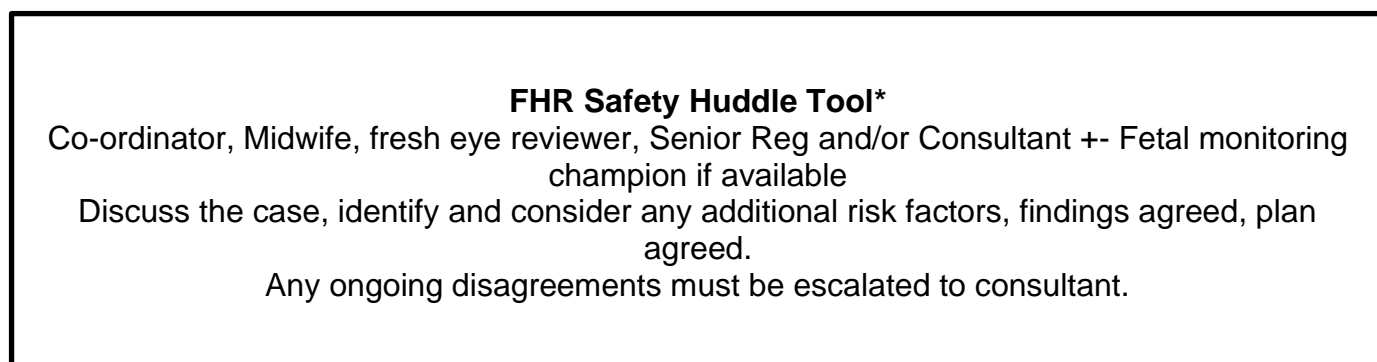 FHR Safety Huddle Tool*
Co-ordinator, Midwife, fresh eye reviewer, Senior Reg and/or Consultant +- Fetal monitoring
champion if available
Discuss the case, identify and consider any additional risk factors, findings agreed, plan
agreed.
Any ongoing disagreements must be escalated to consultant.